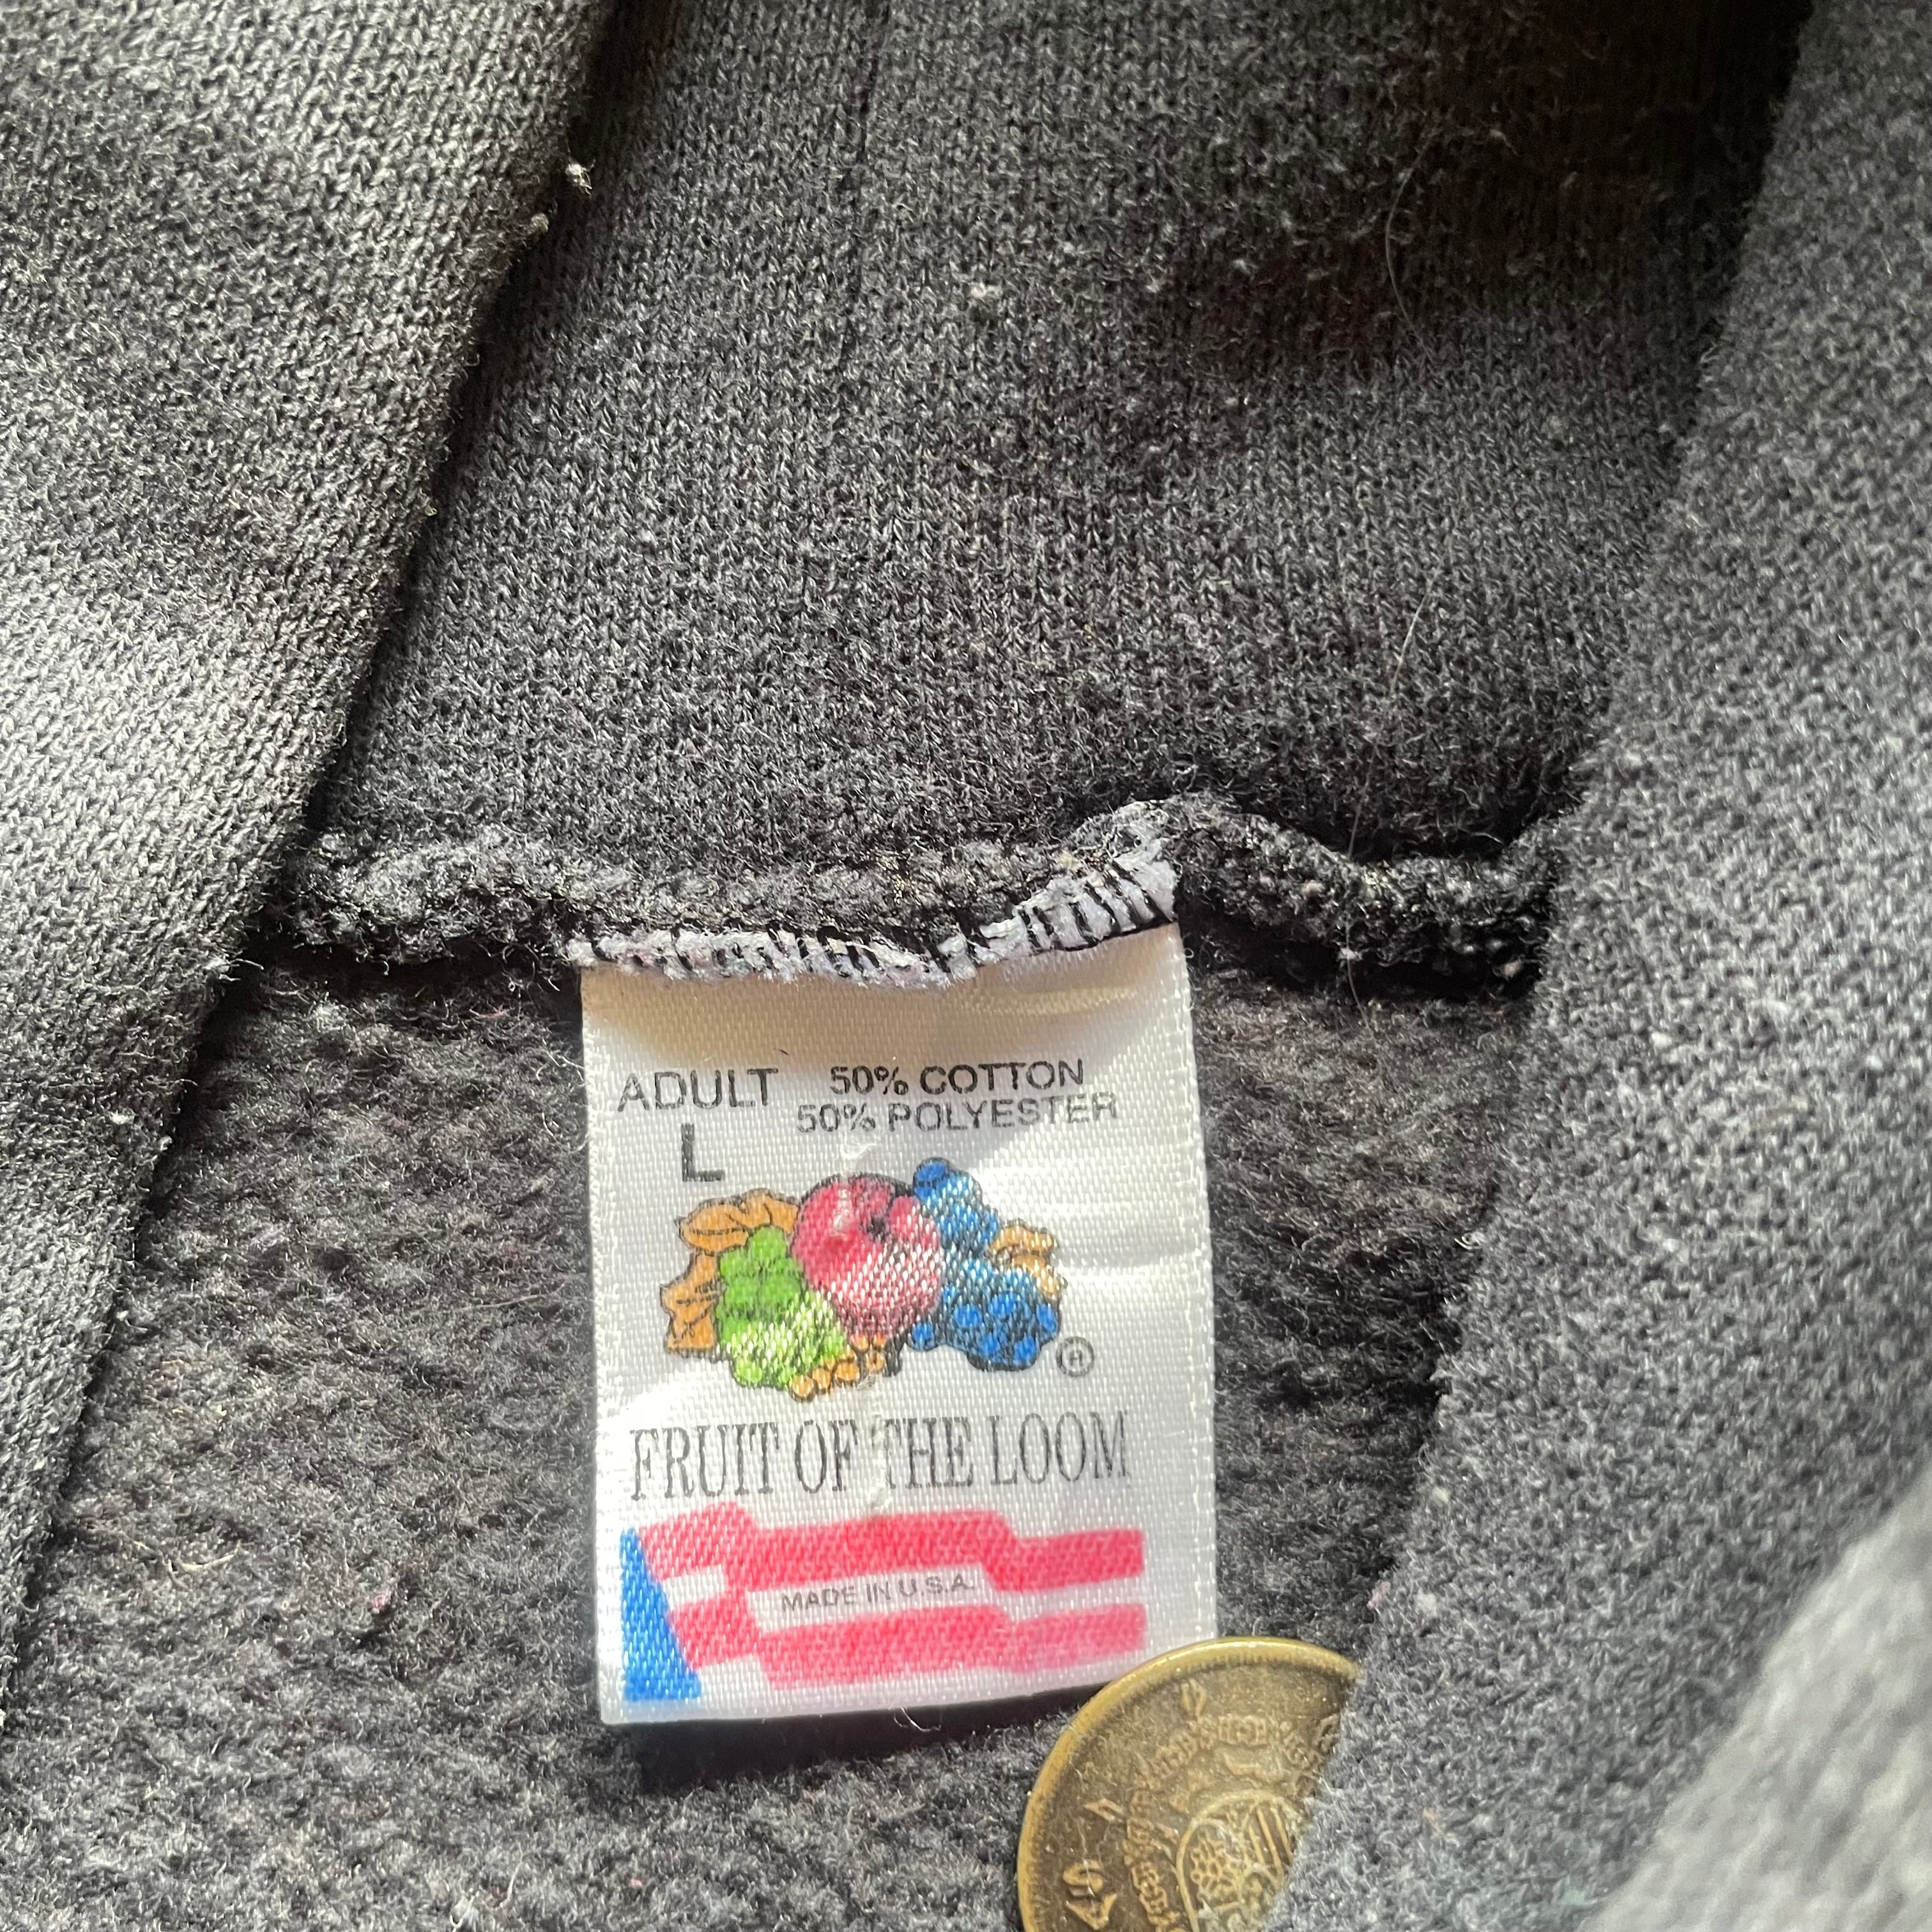 ADULT 50% COTTON
L 50% POLYESTER
®
FRUIT OF THE LOOM
MADE IN U.S.A.